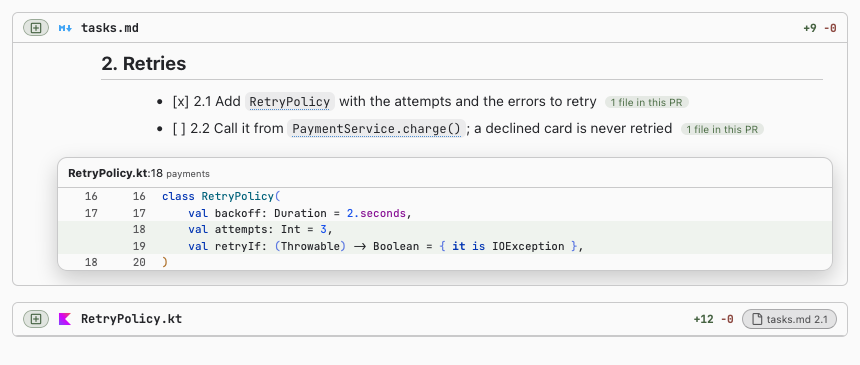 tasks.md +9 -0
2. Retries
• [x] 2.1 Add RetryPolicy with the attempts and the errors to retry 1 file in this PR
• [ ] 2.2 Call it from PaymentService.charge(); a declined card is never retried 1 file in this PR
RetryPolicy.kt:18 payments
16 16 class RetryPolicy(
17 17 val backoff: Duration = 2.seconds,
18 val attempts: Int = 3,
19 val retryIf: (Throwable) -> Boolean = { it is IOException },
18 20 )
RetryPolicy.kt +12 -0 tasks.md 2.1